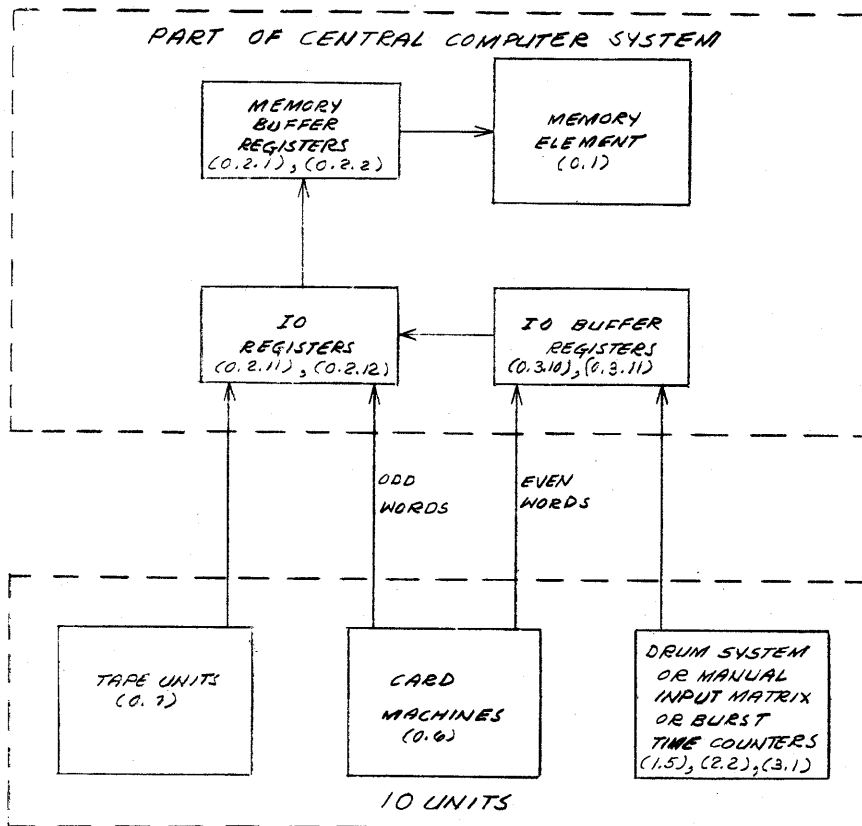 PART OF CENTRAL COMPUTER SYSTEM
MEMORY
BUFFER
REGISTERS
(0.2.1), (0.2.2)
MEMORY
ELEMENT
(0.1)
IO
REGISTERS
(0.2.11), (0.2.12)
IO BUFFER
REGISTERS
(0.3.10), (0.3.11)
ODD
WORDS
EVEN
WORDS
TAPE UNITS
(0.7)
CARD
MACHINES
(0.6)
DRUM SYSTEM
OR MANUAL
INPUT MATRIX
OR BURST
TIME COUNTERS
(1.5), (2.2), (3.1)
IO UNITS